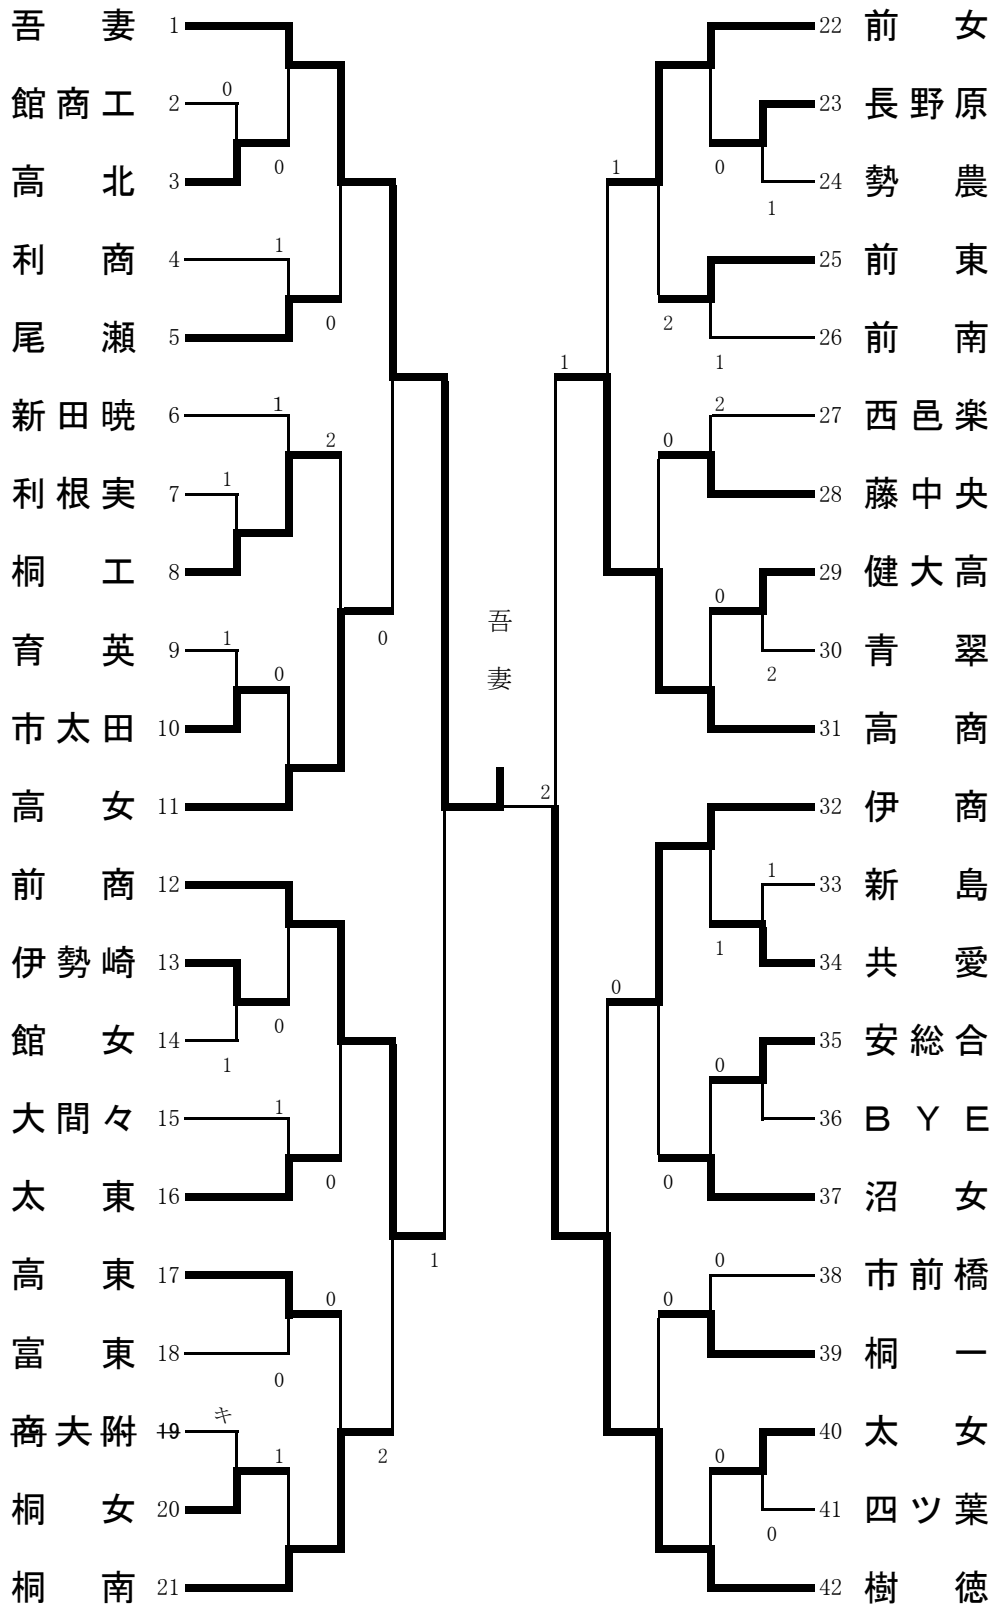 吾妻 1
0
館商工 2
高北 3
0
利商 4
1
尾瀬 5
0
新田暁 6
1
2
利根実 7
1
桐工 8
0
育英 9
1
0
市太田 10
高女 11
前商 12
伊勢崎 13
0
館女 14
1
大間々 15
1
太東 16
0
1
高東 17
0
富東 18
0
商大附 19
キ
1
2
桐女 20
桐南 21
吾
妻
2
22 前女
23 長野原
1
0
24 勢農
1
25 前東
2
26 前南
1
1
27 西邑楽
2
0
28 藤中央
29 健大高
0
30 青翠
2
31 高商
32 伊商
33 新島
1
1
34 共愛
0
35 安総合
0
36 BYE
37 沼女
0
38 市前橋
0
0
39 桐一
40 太女
0
41 四ツ葉
0
42 樹徳